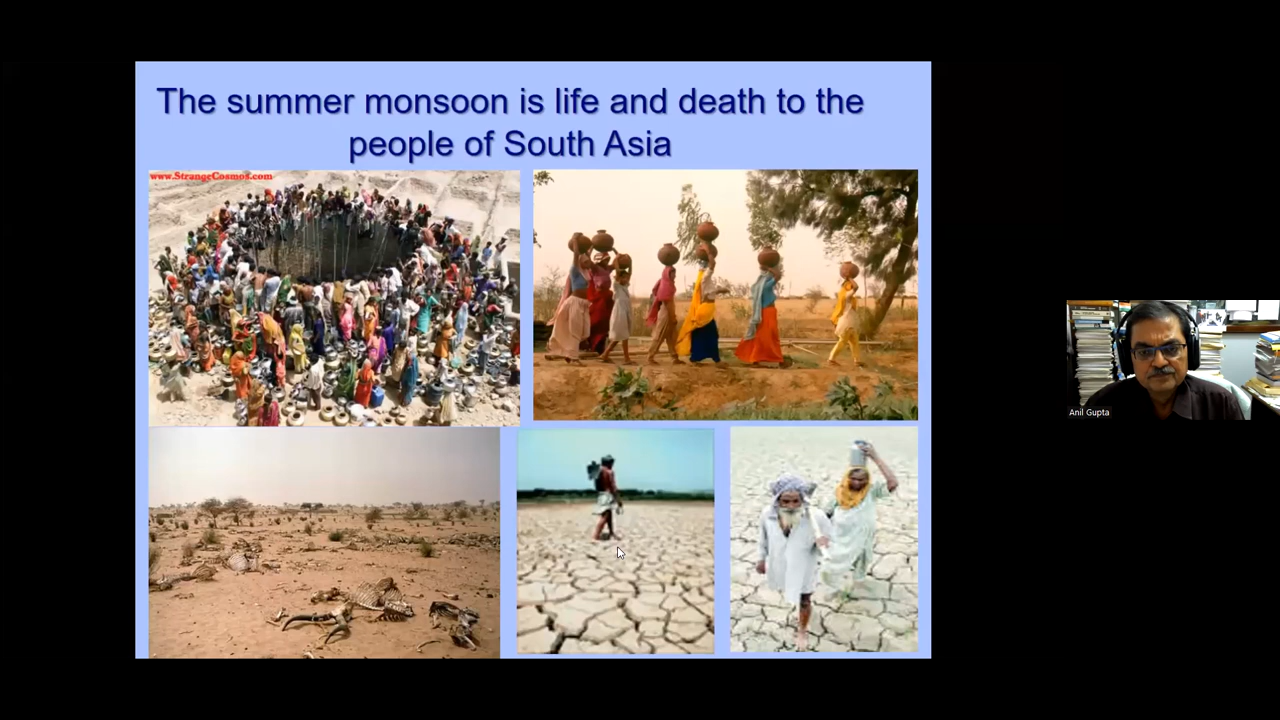 The summer monsoon is life and death to the
people of South Asia
www.StrangeCosmos.com
Anil Gupta